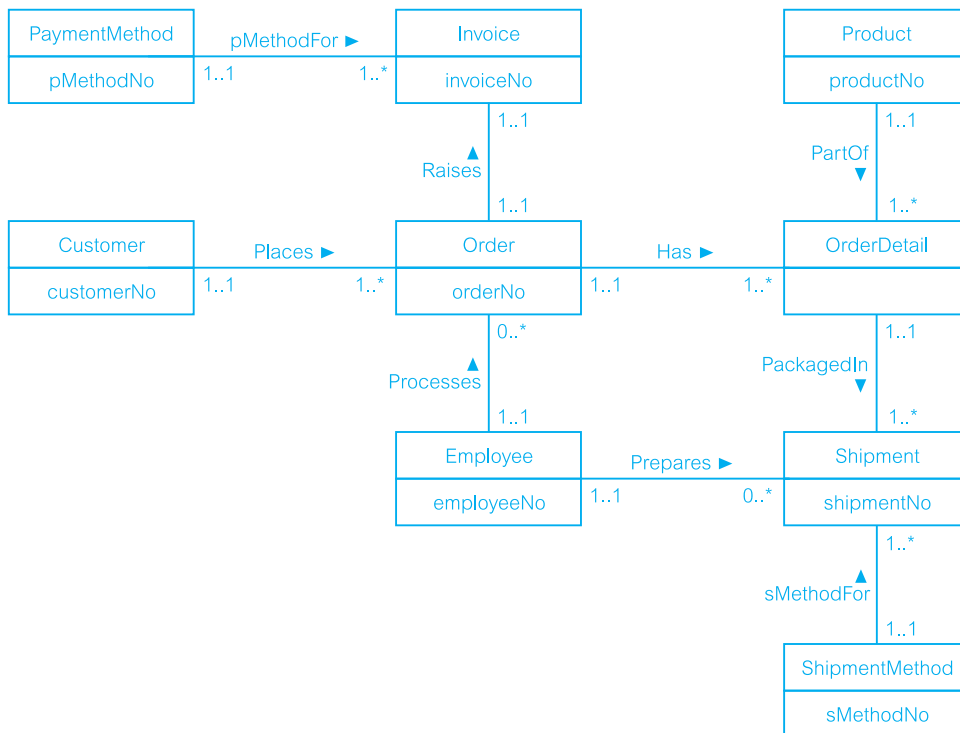 PaymentMethod
pMethodNo
pMethodFor ►
1..1
1..*
Invoice
invoiceNo
Product
productNo
1..1
▲
Raises
1..1
1..1
PartOf
▼
1..*
Customer
customerNo
Places ►
1..1
1..*
Order
orderNo
Has ►
1..1
1..*
OrderDetail
0..*
▲
Processes
1..1
1..1
PackagedIn
▼
1..*
Employee
employeeNo
Prepares ►
1..1
0..*
Shipment
shipmentNo
1..*
▲
sMethodFor
1..1
ShipmentMethod
sMethodNo